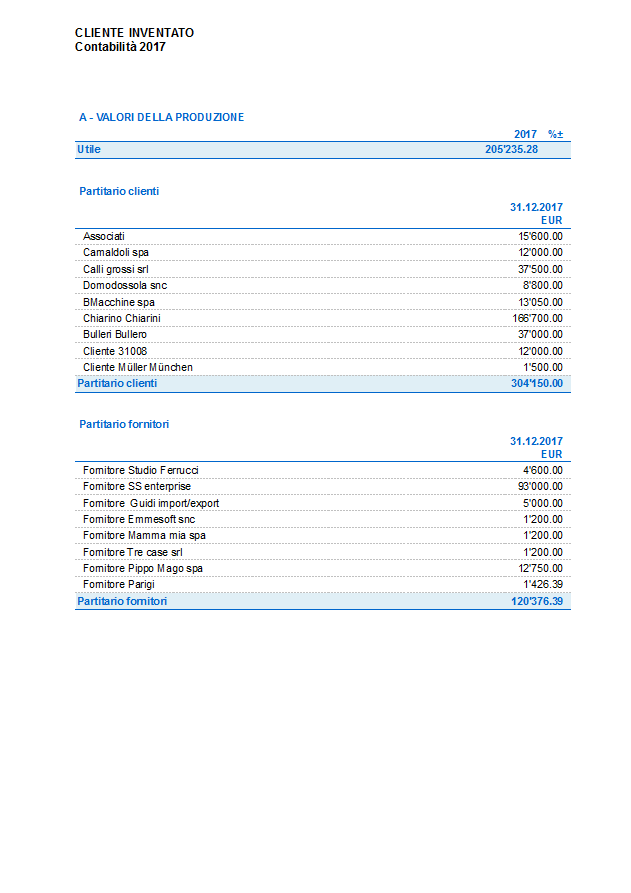 CLIENTE INVENTATO
Contabilità 2017
A - VALORI DELLA PRODUZIONE
2017 %±
Utile 205'235.28
Partitario clienti
31.12.2017
EUR
Associati 15'600.00
Camaldoli spa 12'000.00
Calli grossi srl 37'500.00
Domodossola snc 8'800.00
BMacchine spa 13'050.00
Chiarino Chiarini 166'700.00
Bulleri Bullero 37'000.00
Cliente 31008 12'000.00
Cliente Müller München 1'500.00
Partitario clienti 304'150.00
Partitario fornitori
31.12.2017
EUR
Fornitore Studio Ferrucci 4'600.00
Fornitore SS enterprise 93'000.00
Fornitore  Guidi import/export 5'000.00
Fornitore Emmesoft snc 1'200.00
Fornitore Mamma mia spa 1'200.00
Fornitore Tre case srl 1'200.00
Fornitore Pippo Mago spa 12'750.00
Fornitore Parigi 1'426.39
Partitario fornitori 120'376.39